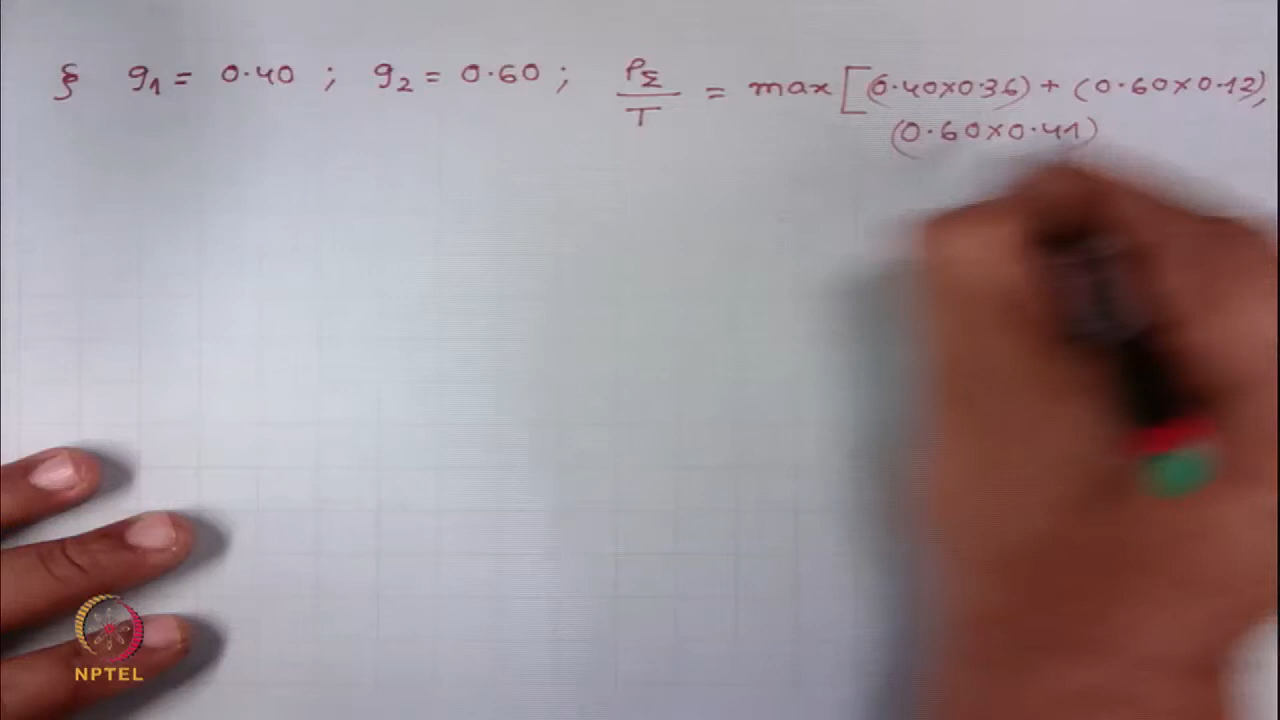 } g₁ = 0.40 ; g₂ = 0.60 ; P_Σ/T = max [(0.40×0.36) + (0.60×0.12),
(0.60×0.41)
NPTEL